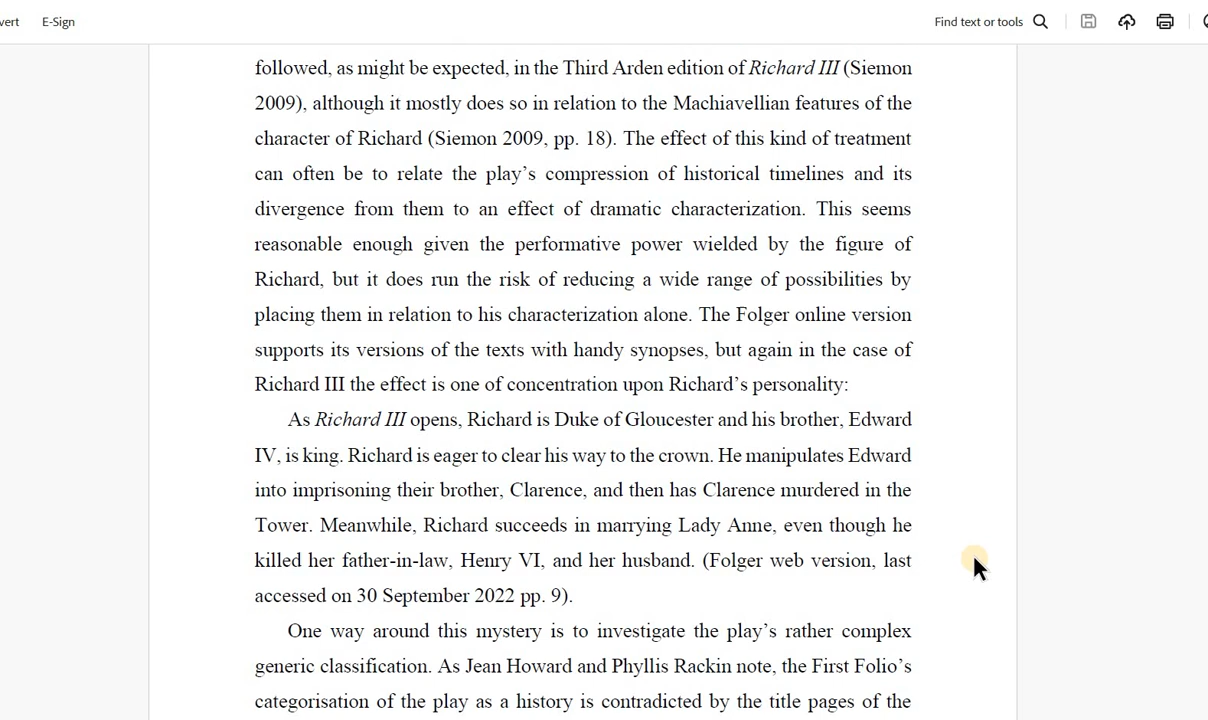 vert E-Sign Find text or tools
followed, as might be expected, in the Third Arden edition of Richard III (Siemon
2009), although it mostly does so in relation to the Machiavellian features of the
character of Richard (Siemon 2009, pp. 18). The effect of this kind of treatment
can often be to relate the play’s compression of historical timelines and its
divergence from them to an effect of dramatic characterization. This seems
reasonable enough given the performative power wielded by the figure of
Richard, but it does run the risk of reducing a wide range of possibilities by
placing them in relation to his characterization alone. The Folger online version
supports its versions of the texts with handy synopses, but again in the case of
Richard III the effect is one of concentration upon Richard’s personality:
As Richard III opens, Richard is Duke of Gloucester and his brother, Edward
IV, is king. Richard is eager to clear his way to the crown. He manipulates Edward
into imprisoning their brother, Clarence, and then has Clarence murdered in the
Tower. Meanwhile, Richard succeeds in marrying Lady Anne, even though he
killed her father-in-law, Henry VI, and her husband. (Folger web version, last
accessed on 30 September 2022 pp. 9).
One way around this mystery is to investigate the play’s rather complex
generic classification. As Jean Howard and Phyllis Rackin note, the First Folio’s
categorisation of the play as a history is contradicted by the title pages of the